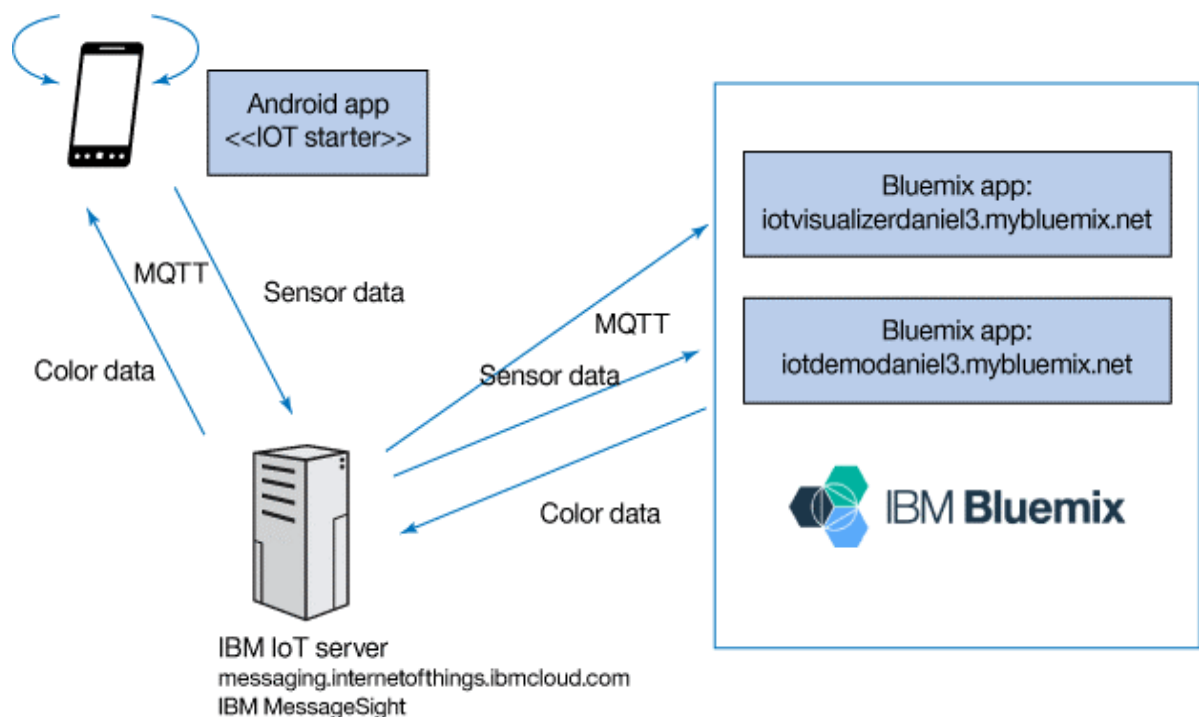 Android app
<<IOT starter>>
Bluemix app:
iotvisualizerdaniel3.mybluemix.net
MQTT
Sensor data
Color data
MQTT
Sensor data
Color data
Bluemix app:
iotdemodaniel3.mybluemix.net
IBM Bluemix
IBM IoT server
messaging.internetofthings.ibmcloud.com
IBM MessageSight